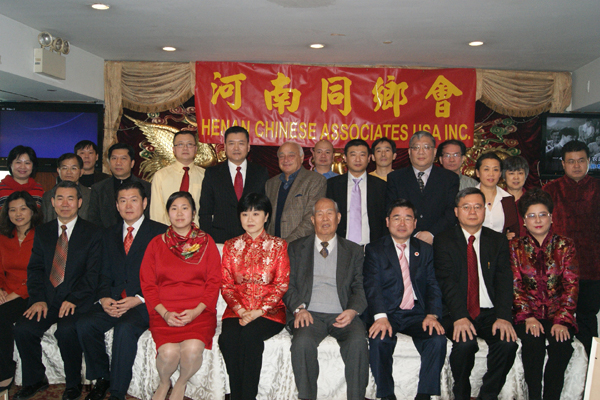 河南同鄉會
HENAN CHINESE ASSOCIATES USA INC.